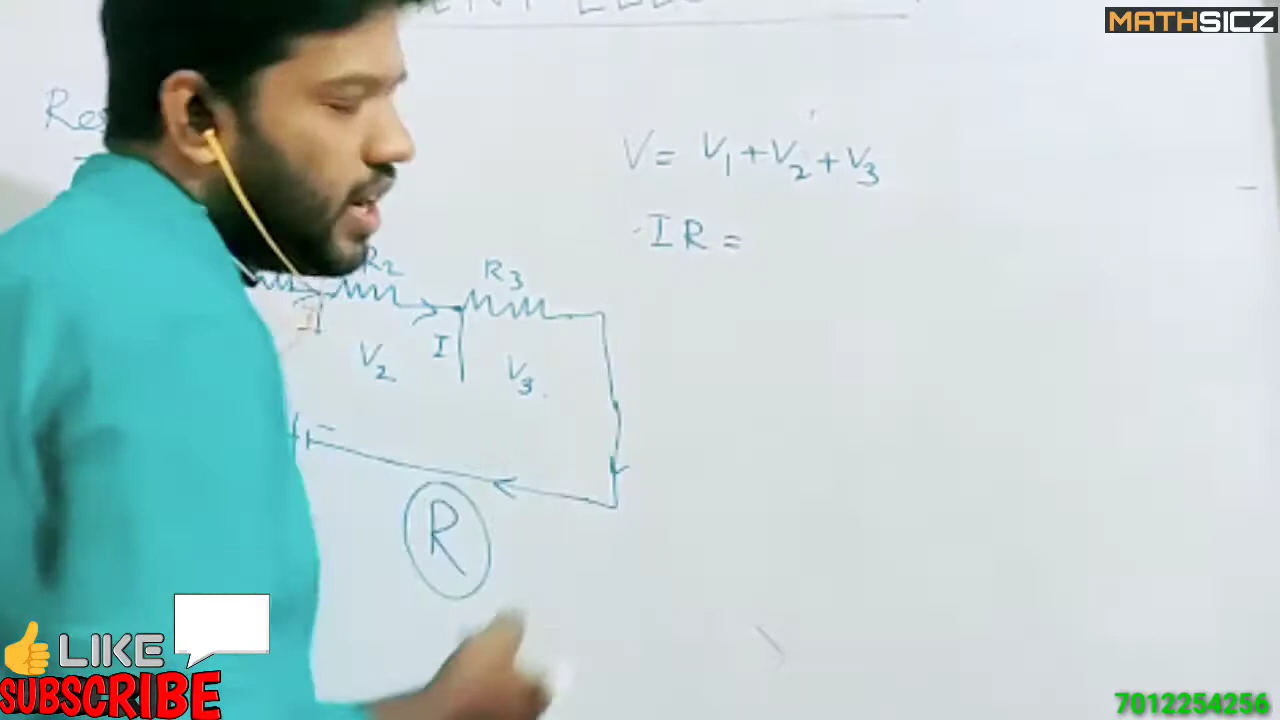 MATHSICZ
V = V1 + V2 + V3
IR =
R2
R3
I
I
V2
V3
R
LIKE
SUBSCRIBE
7012254256